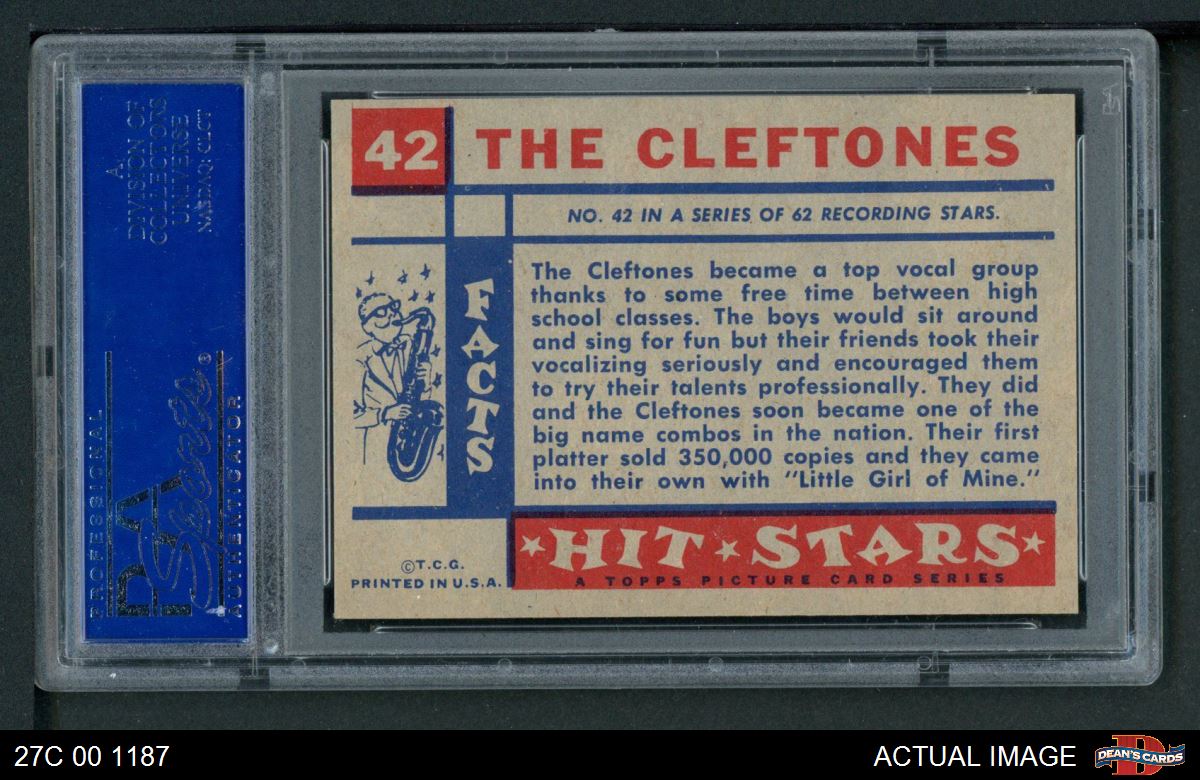 A
DIVISION OF
COLLECTORS
UNIVERSE
NASDAQ: CLCT
PROFESSIONAL
PSA
Sports®
AUTHENTICATOR
42
THE CLEFTONES
NO. 42 IN A SERIES OF 62 RECORDING STARS.
FACTS
The Cleftones became a top vocal group
thanks to some free time between high
school classes. The boys would sit around
and sing for fun but their friends took their
vocalizing seriously and encouraged them
to try their talents professionally. They did
and the Cleftones soon became one of the
big name combos in the nation. Their first
platter sold 350,000 copies and they came
into their own with "Little Girl of Mine."
©T.C.G.
PRINTED IN U.S.A.
HIT STARS
A TOPPS PICTURE CARD SERIES
27C 00 1187
ACTUAL IMAGE
D
DEAN'S CARDS